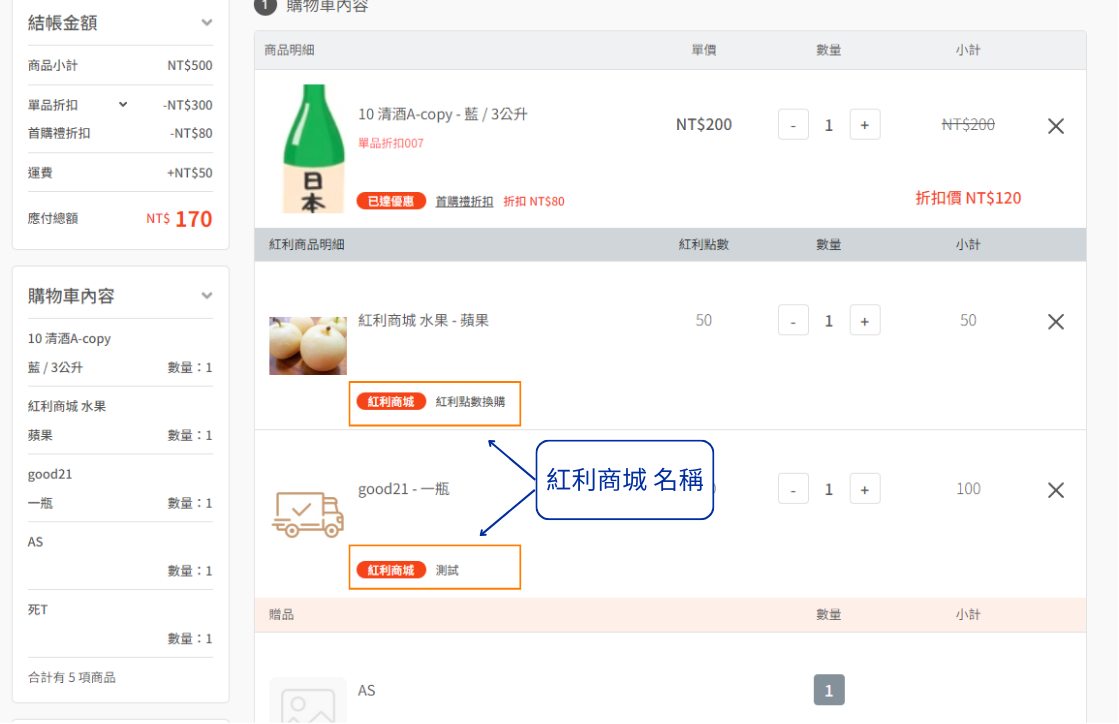 結帳金額
商品小計 NT$500
單品折扣 -NT$300
首購禮折扣 -NT$80
運費 +NT$50
應付總額 NT$ 170
購物車內容
10 清酒A-copy
藍 / 3公升 數量：1
紅利商城 水果
蘋果 數量：1
good21
一瓶 數量：1
AS
數量：1
死T
數量：1
合計有 5 項商品
1 購物車內容
商品明細 單價 數量 小計
10 清酒A-copy - 藍 / 3公升
單品折扣007
NT$200 - 1 + NT$200
日本
已達優惠 首購禮折扣 折扣 NT$80
折扣價 NT$120
紅利商品明細 紅利點數 數量 小計
紅利商城 水果 - 蘋果 50 - 1 + 50
紅利商城 紅利點數換購
紅利商城 名稱
good21 - 一瓶 - 1 + 100
紅利商城 測試
贈品 數量 小計
AS 1